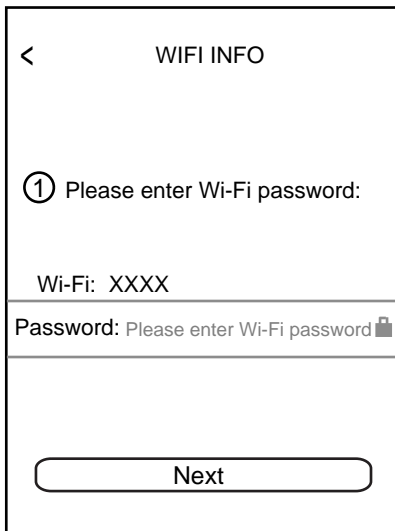 < WIFI INFO
① Please enter Wi-Fi password:
Wi-Fi: XXXX
Password: Please enter Wi-Fi password
Next